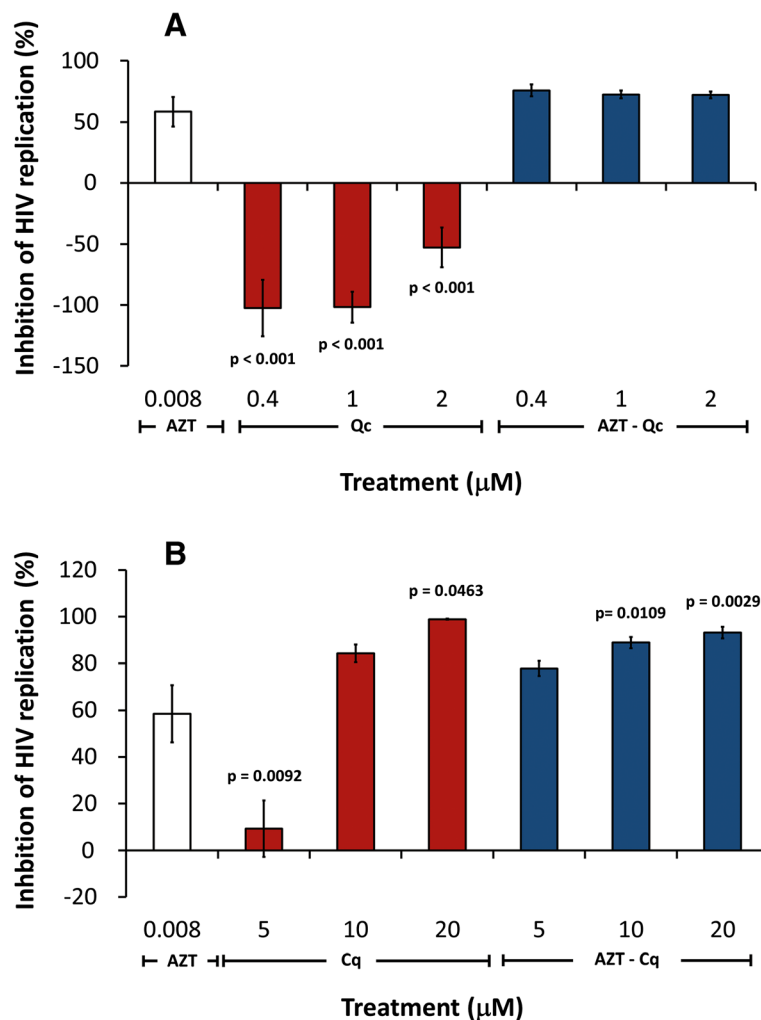 A
Inhbition of HIV replication (%)
100
50
0
-50
-100
-150
p < 0.001
p < 0.001
p < 0.001
0.008 0.4 1 2 0.4 1 2
AZT Qc AZT - Qc
Treatment (μM)
B
Inhbition of HIV replication (%)
120
100
80
60
40
20
0
-20
p = 0.0092
p = 0.0463
p= 0.0109
p = 0.0029
0.008 5 10 20 5 10 20
AZT Cq AZT - Cq
Treatment (μM)